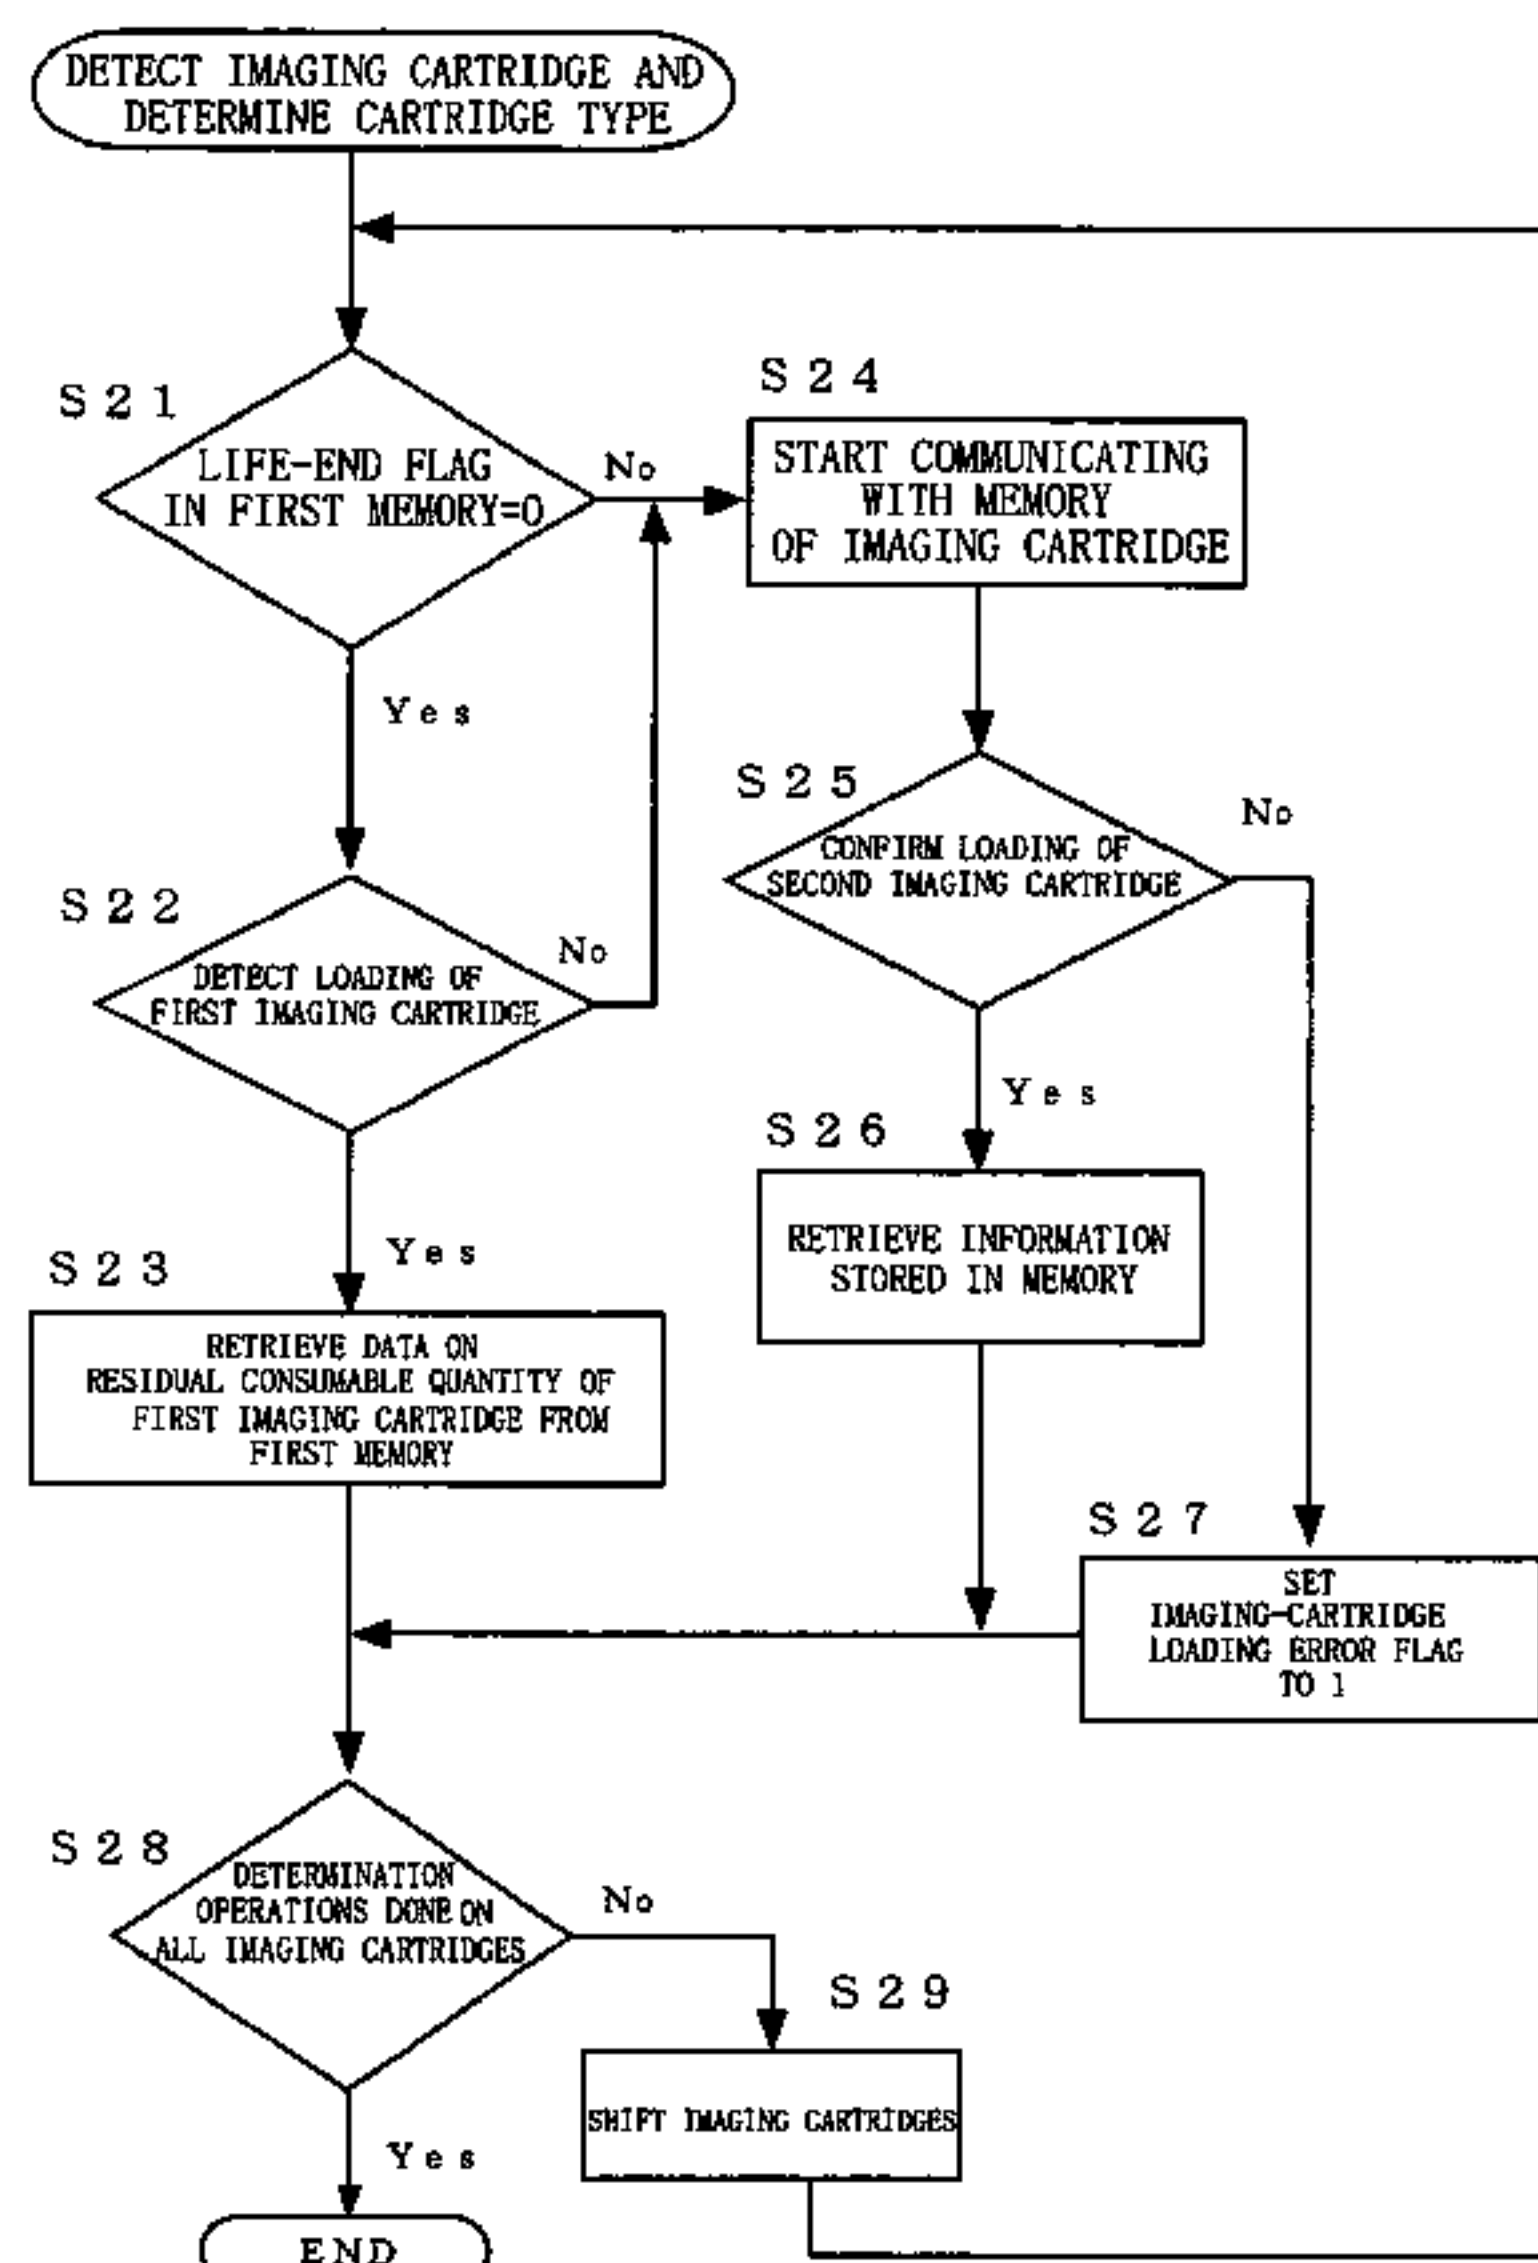 DETECT IMAGING CARTRIDGE AND
DETERMINE CARTRIDGE TYPE
S21
LIFE-END FLAG
IN FIRST MEMORY=0
No
Yes
S24
START COMMUNICATING
WITH MEMORY
OF IMAGING CARTRIDGE
S22
DETECT LOADING OF
FIRST IMAGING CARTRIDGE
No
Yes
S25
CONFIRM LOADING OF
SECOND IMAGING CARTRIDGE
No
Yes
S26
RETRIEVE INFORMATION
STORED IN MEMORY
S23
RETRIEVE DATA ON
RESIDUAL CONSUMABLE QUANTITY OF
FIRST IMAGING CARTRIDGE FROM
FIRST MEMORY
S27
SET
IMAGING-CARTRIDGE
LOADING ERROR FLAG
TO 1
S28
DETERMINATION
OPERATIONS DONE ON
ALL IMAGING CARTRIDGES
No
Yes
S29
SHIFT IMAGING CARTRIDGES
END